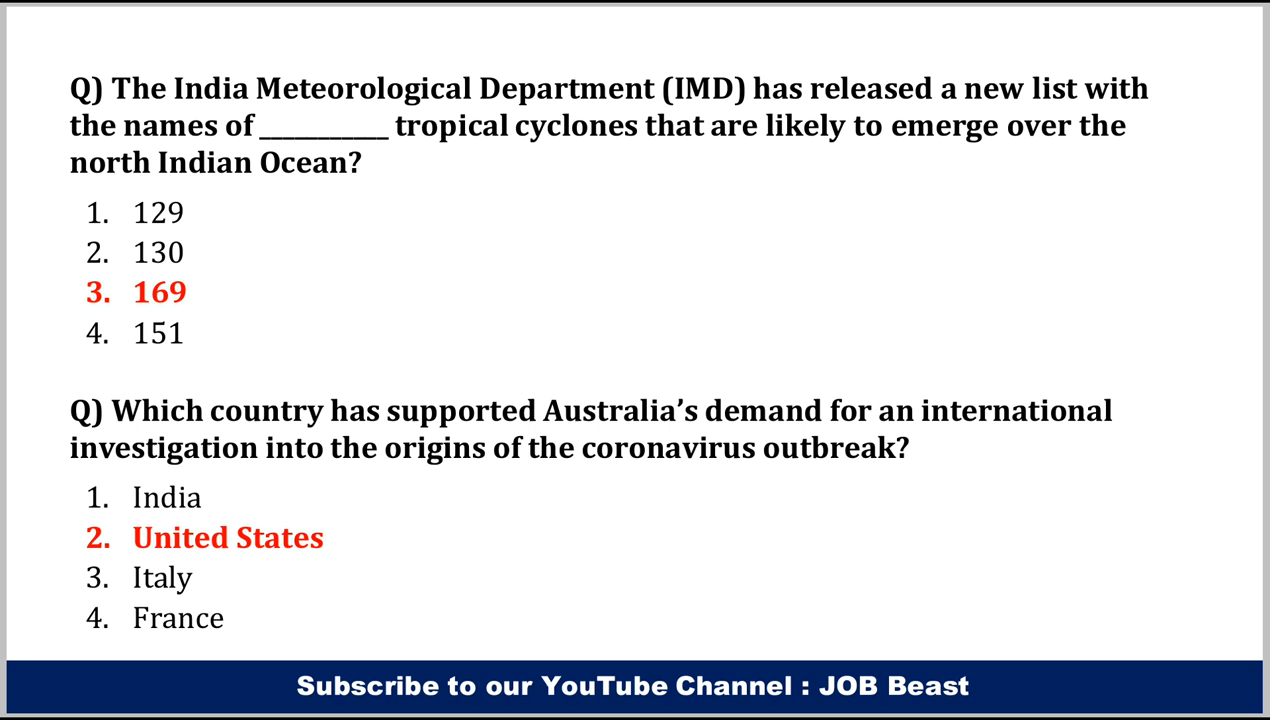 Q) The India Meteorological Department (IMD) has released a new list with
the names of ___________ tropical cyclones that are likely to emerge over the
north Indian Ocean?
1. 129
2. 130
3. 169
4. 151
Q) Which country has supported Australia’s demand for an international
investigation into the origins of the coronavirus outbreak?
1. India
2. United States
3. Italy
4. France
Subscribe to our YouTube Channel : JOB Beast